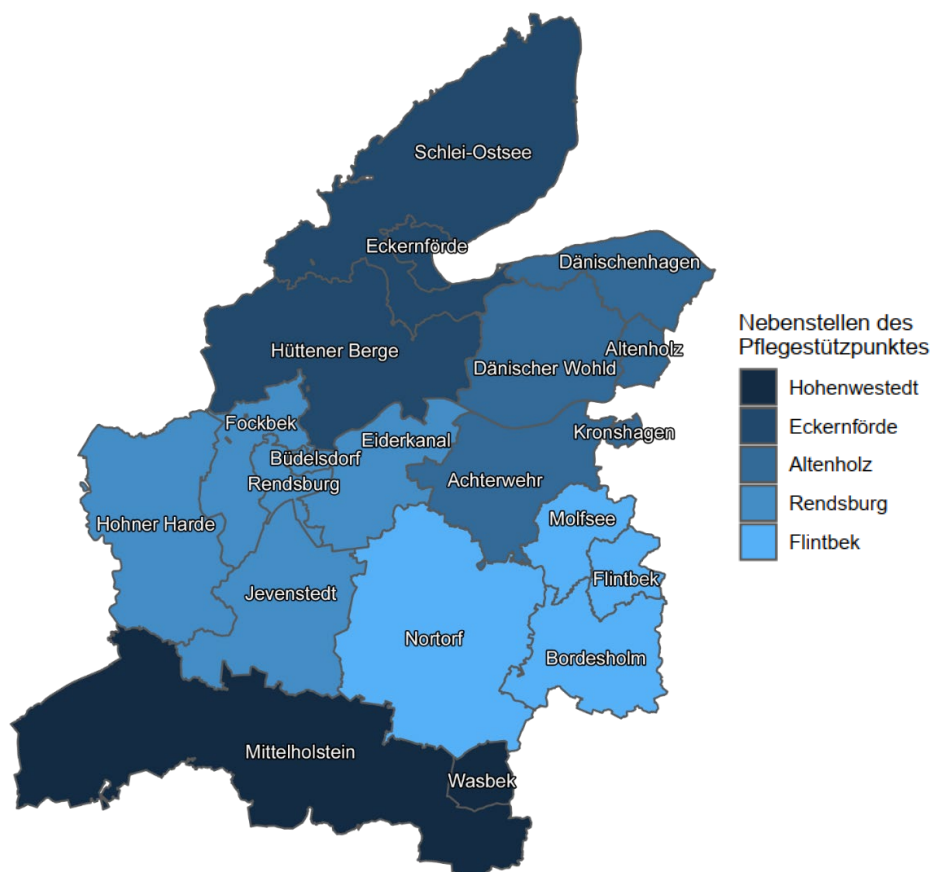 Schlei-Ostsee
Eckernförde
Dänischenhagen
Hüttener Berge
Dänischer Wohld
Altenholz
Fockbek
Eiderkanal
Kronshagen
Büdelsdorf
Rendsburg
Achterwehr
Hohner Harde
Molfsee
Flintbek
Jevenstedt
Nortorf
Bordesholm
Mittelholstein
Wasbek
Nebenstellen des
Pflegestützpunktes
Hohenwestedt
Eckernförde
Altenholz
Rendsburg
Flintbek